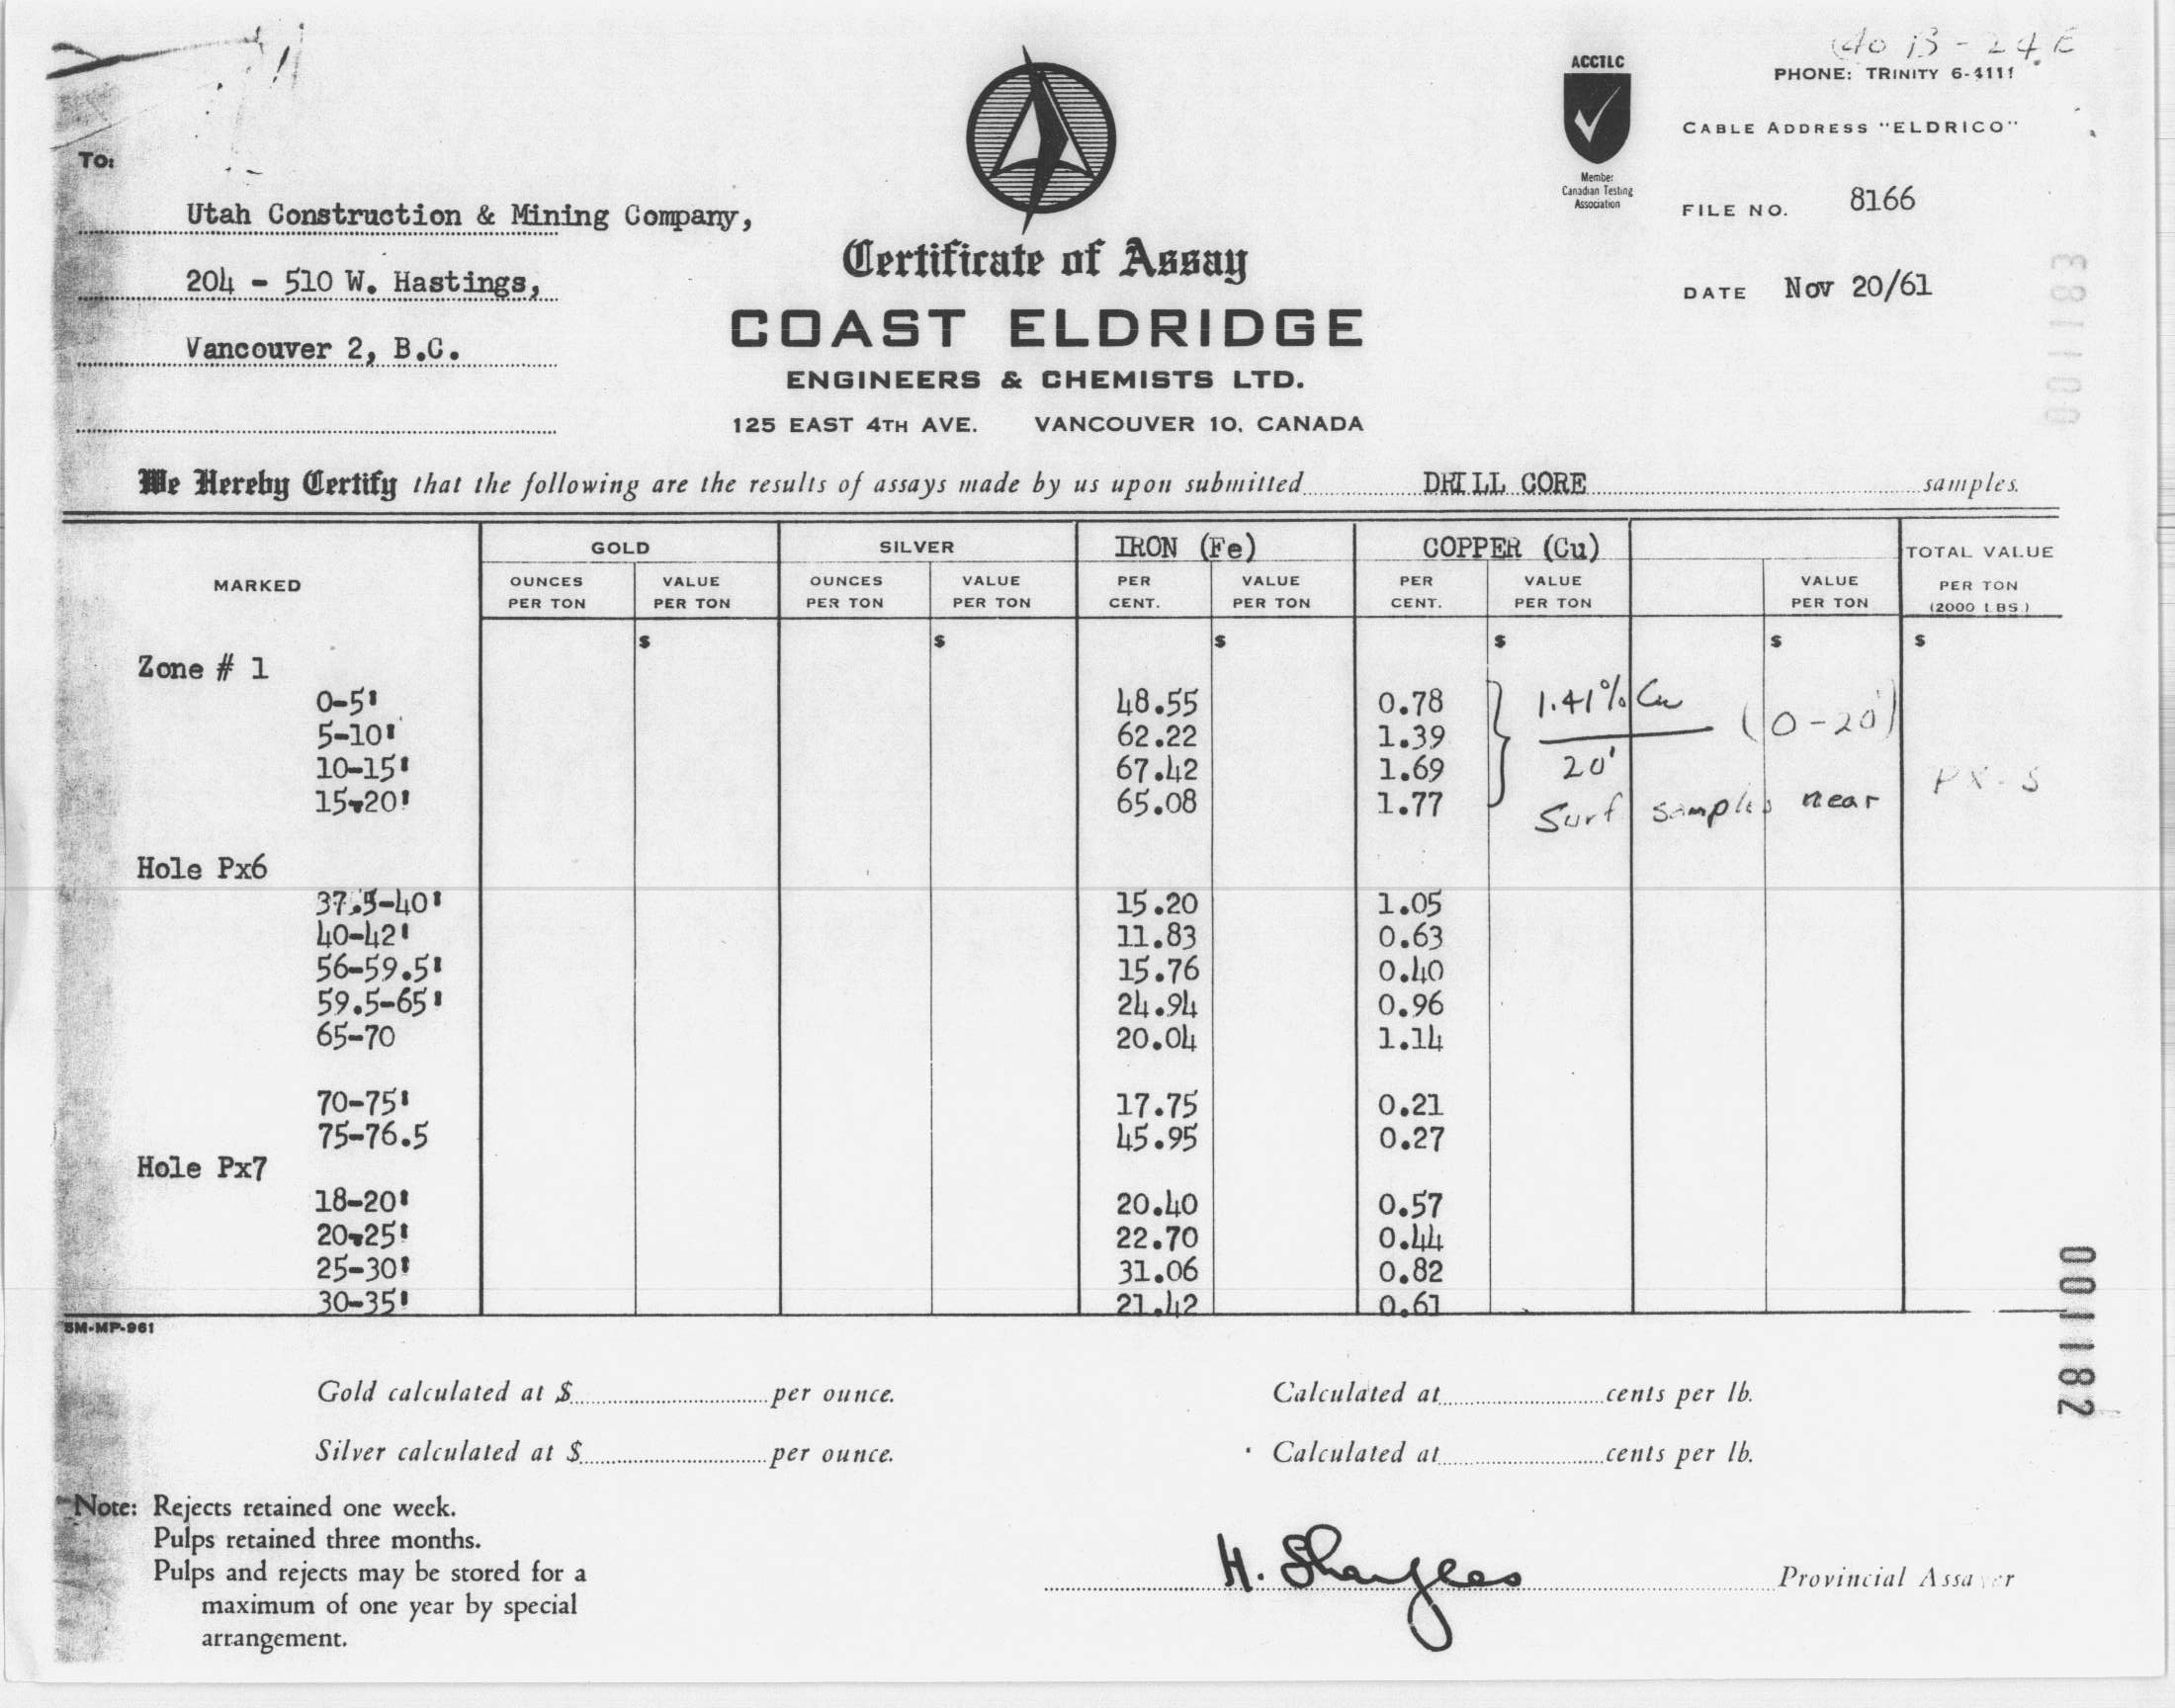 PHONE: TRINITY 6-4111
CABLE ADDRESS "ELDRICO"
ACCTLC
Member
Canadian Testing
Association
FILE NO. 8166
DATE Nov 20/61
TO:
Utah Construction & Mining Company,
204 - 510 W. Hastings,
Vancouver 2, B.C.
Certificate of Assay
COAST ELDRIDGE
ENGINEERS & CHEMISTS LTD.
125 EAST 4TH AVE. VANCOUVER 10, CANADA
001183
We Hereby Certify that the following are the results of assays made by us upon submitted DRILL CORE samples.
MARKED GOLD SILVER IRON (Fe) COPPER (Cu) TOTAL VALUE
OUNCES VALUE OUNCES VALUE PER VALUE PER VALUE VALUE PER TON
PER TON PER TON PER TON PER TON CENT. PER TON CENT. PER TON PER TON (2000 LBS.)
$ $ $ $ $ $
Zone # 1
0-5' 48.55 0.78 1.41% Cu
5-10' 62.22 1.39 (0-20')
10-15' 67.42 1.69 20' PX-5
15-20' 65.08 1.77 Surf samples near
Hole Px6
37.5-40' 15.20 1.05
40-42' 11.83 0.63
56-59.5' 15.76 0.40
59.5-65' 24.94 0.96
65-70 20.04 1.14
70-75' 17.75 0.21
75-76.5 45.95 0.27
Hole Px7
18-20' 20.40 0.57
20-25' 22.70 0.44
25-30' 31.06 0.82
30-35' 21.42 0.61
5M-MP-961
001182
Gold calculated at $ per ounce. Calculated at cents per lb.
Silver calculated at $ per ounce. Calculated at cents per lb.
Note: Rejects retained one week.
Pulps retained three months.
Pulps and rejects may be stored for a
maximum of one year by special
arrangement.
H. Sharples Provincial Assayer